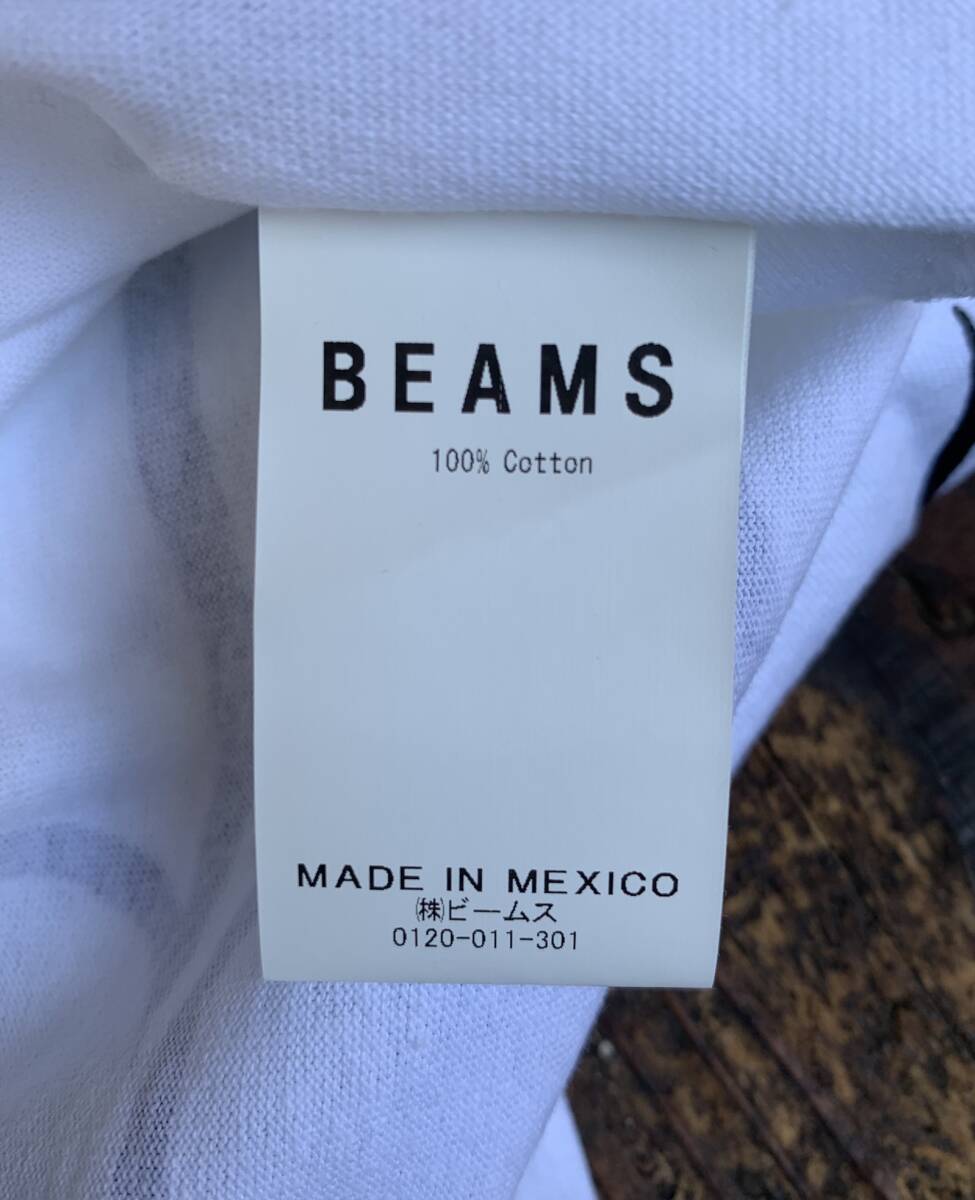 BEAMS
100% Cotton
MADE IN MEXICO
㈱ビームス
0120-011-301